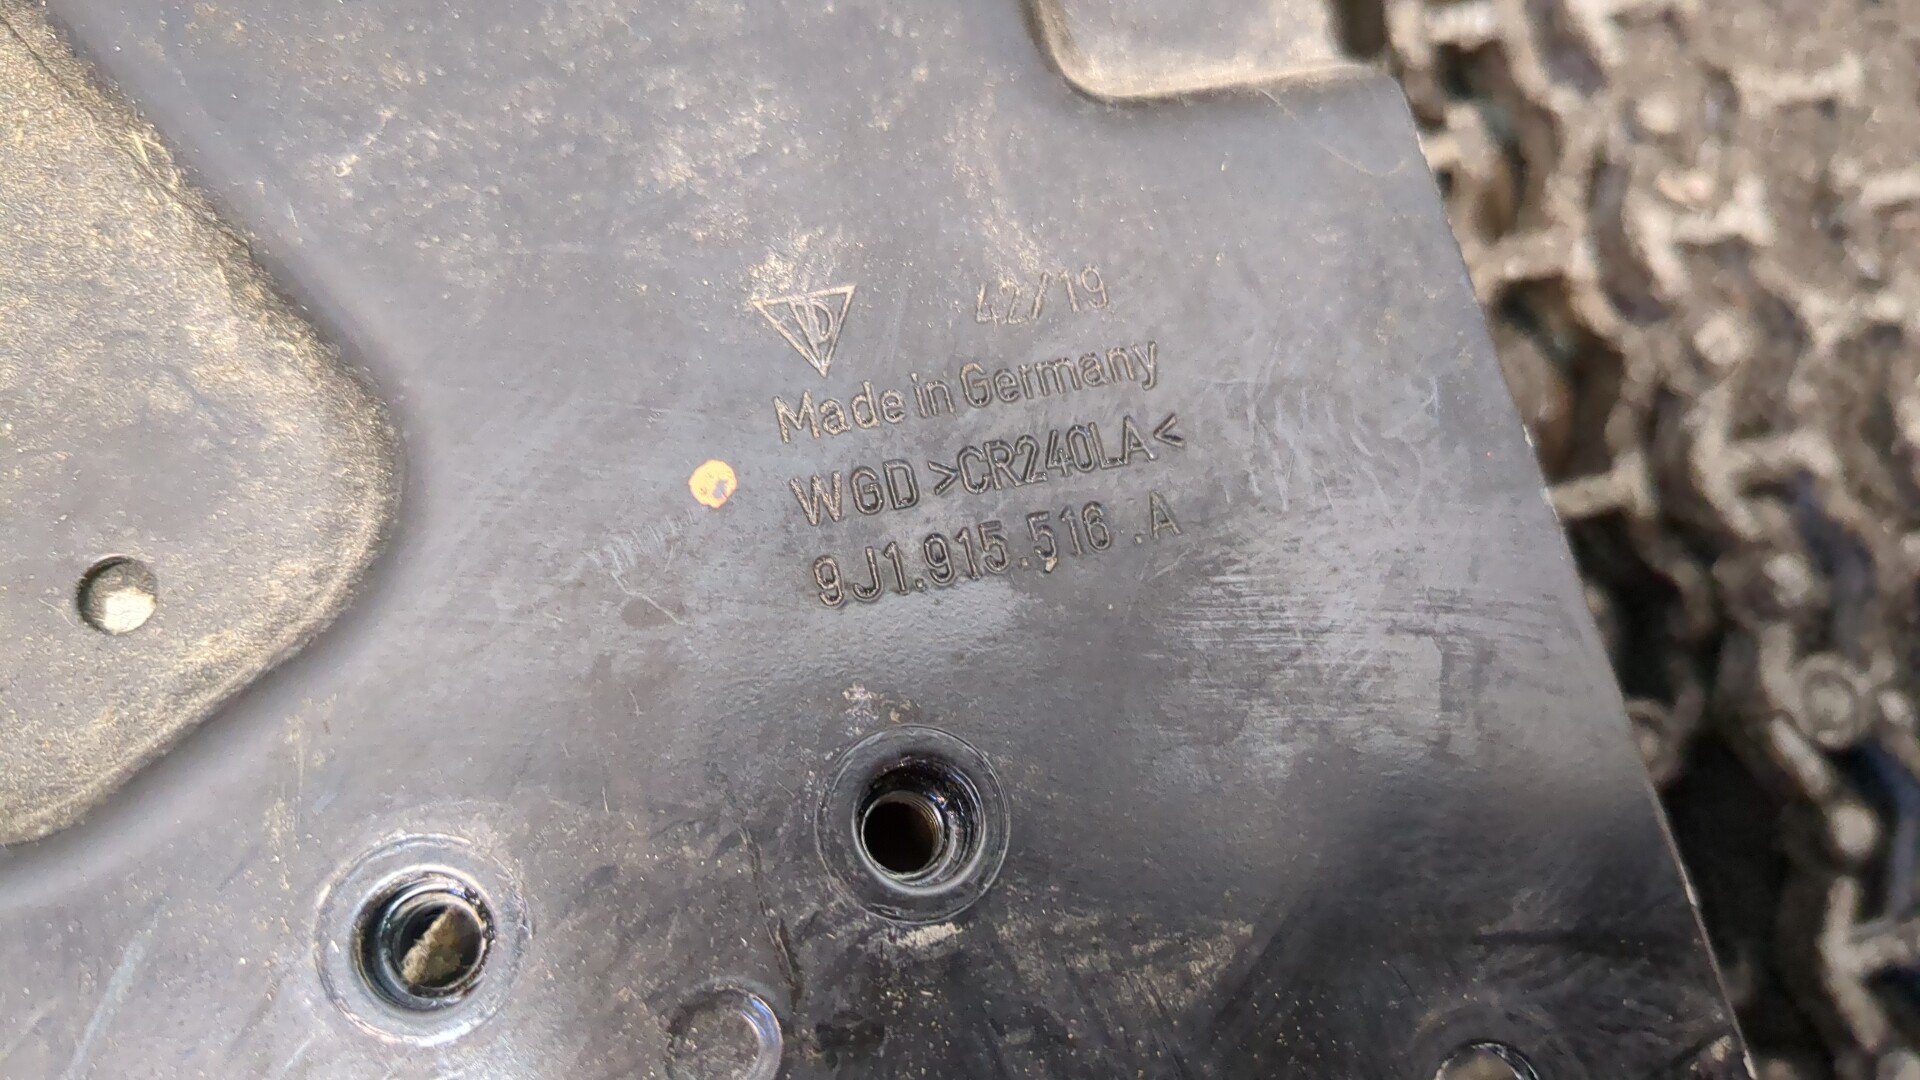 42/19
Made in Germany
WGD >CR240LA<
9J1.915.516.A